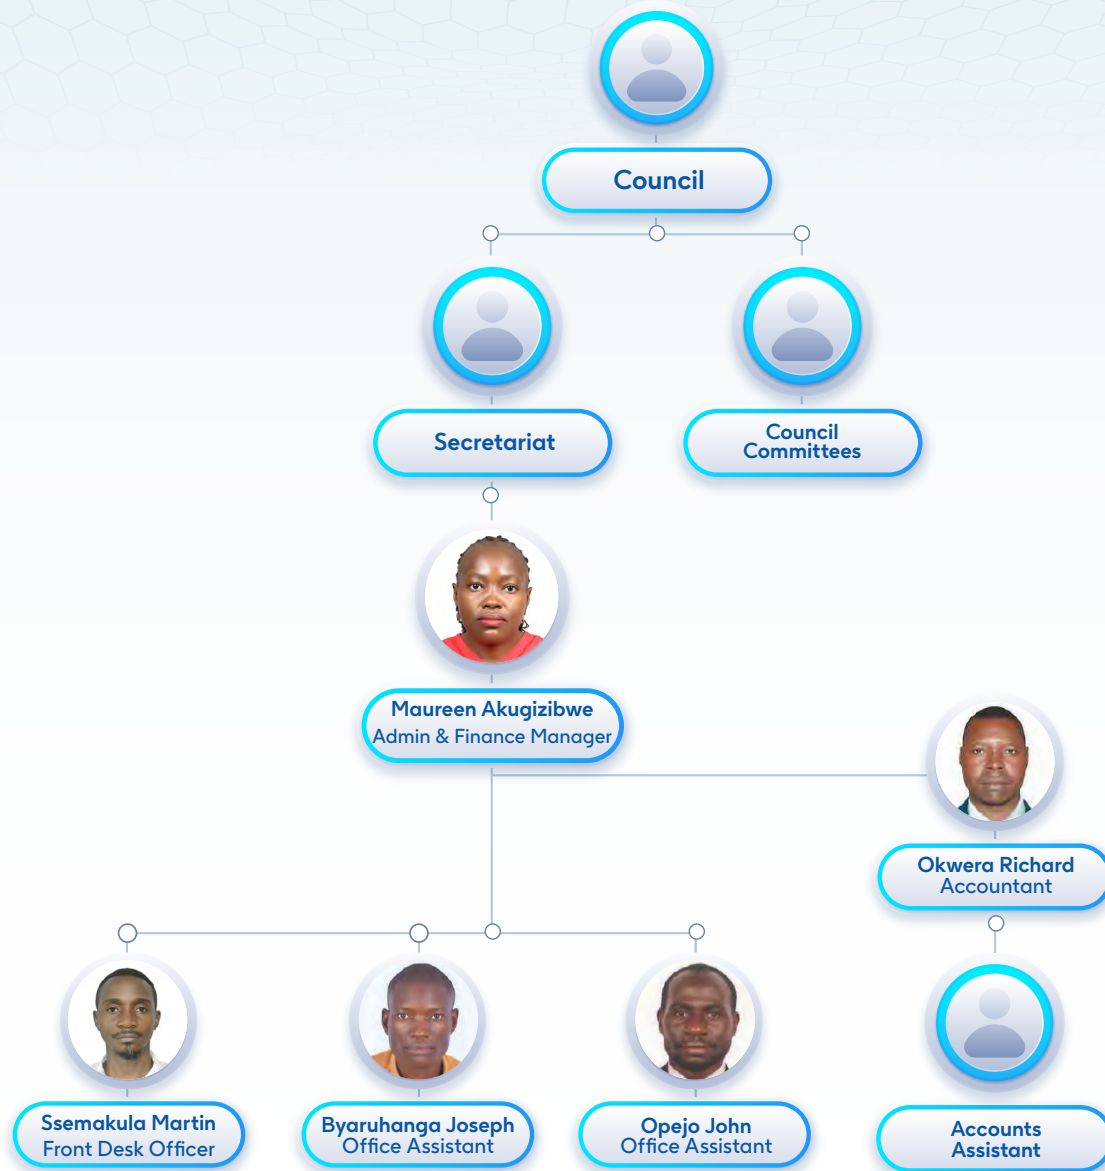 Council
Secretariat
Council
Committees
Maureen Akugizibwe
Admin & Finance Manager
Okwera Richard
Accountant
Ssemakula Martin
Front Desk Officer
Byaruhanga Joseph
Office Assistant
Opejo John
Office Assistant
Accounts
Assistant